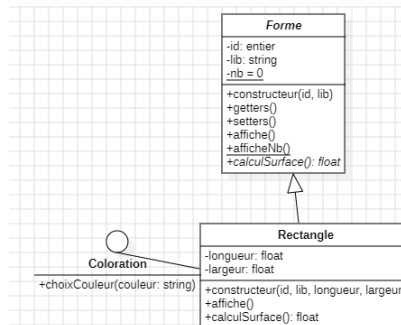 Forme
-id: entier
-lib: string
-nb = 0
+constructeur(id, lib)
+getters()
+setters()
+affiche()
+afficheNb()
+calculSurface(): float
Coloration
+choixCouleur(couleur: string)
Rectangle
-longueur: float
-largeur: float
+constructeur(id, lib, longueur, largeur
+affiche()
+calculSurface(): float